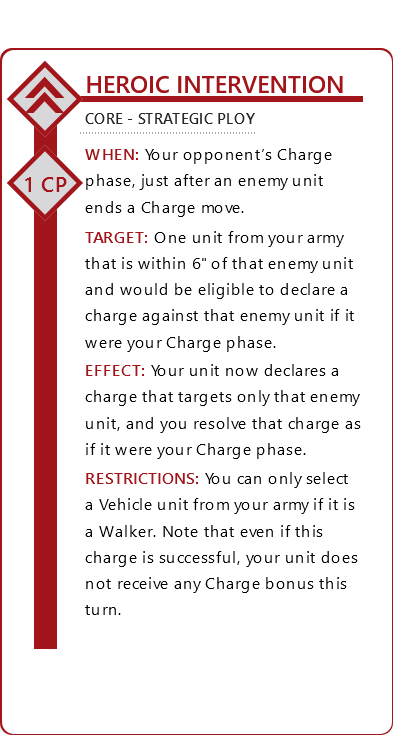 HEROIC INTERVENTION
CORE - STRATEGIC PLOY
1 CP
WHEN: Your opponent's Charge
phase, just after an enemy unit
ends a Charge move.
TARGET: One unit from your army
that is within 6" of that enemy unit
and would be eligible to declare a
charge against that enemy unit if it
were your Charge phase.
EFFECT: Your unit now declares a
charge that targets only that enemy
unit, and you resolve that charge as
if it were your Charge phase.
RESTRICTIONS: You can only select
a Vehicle unit from your army if it is
a Walker. Note that even if this
charge is successful, your unit does
not receive any Charge bonus this
turn.